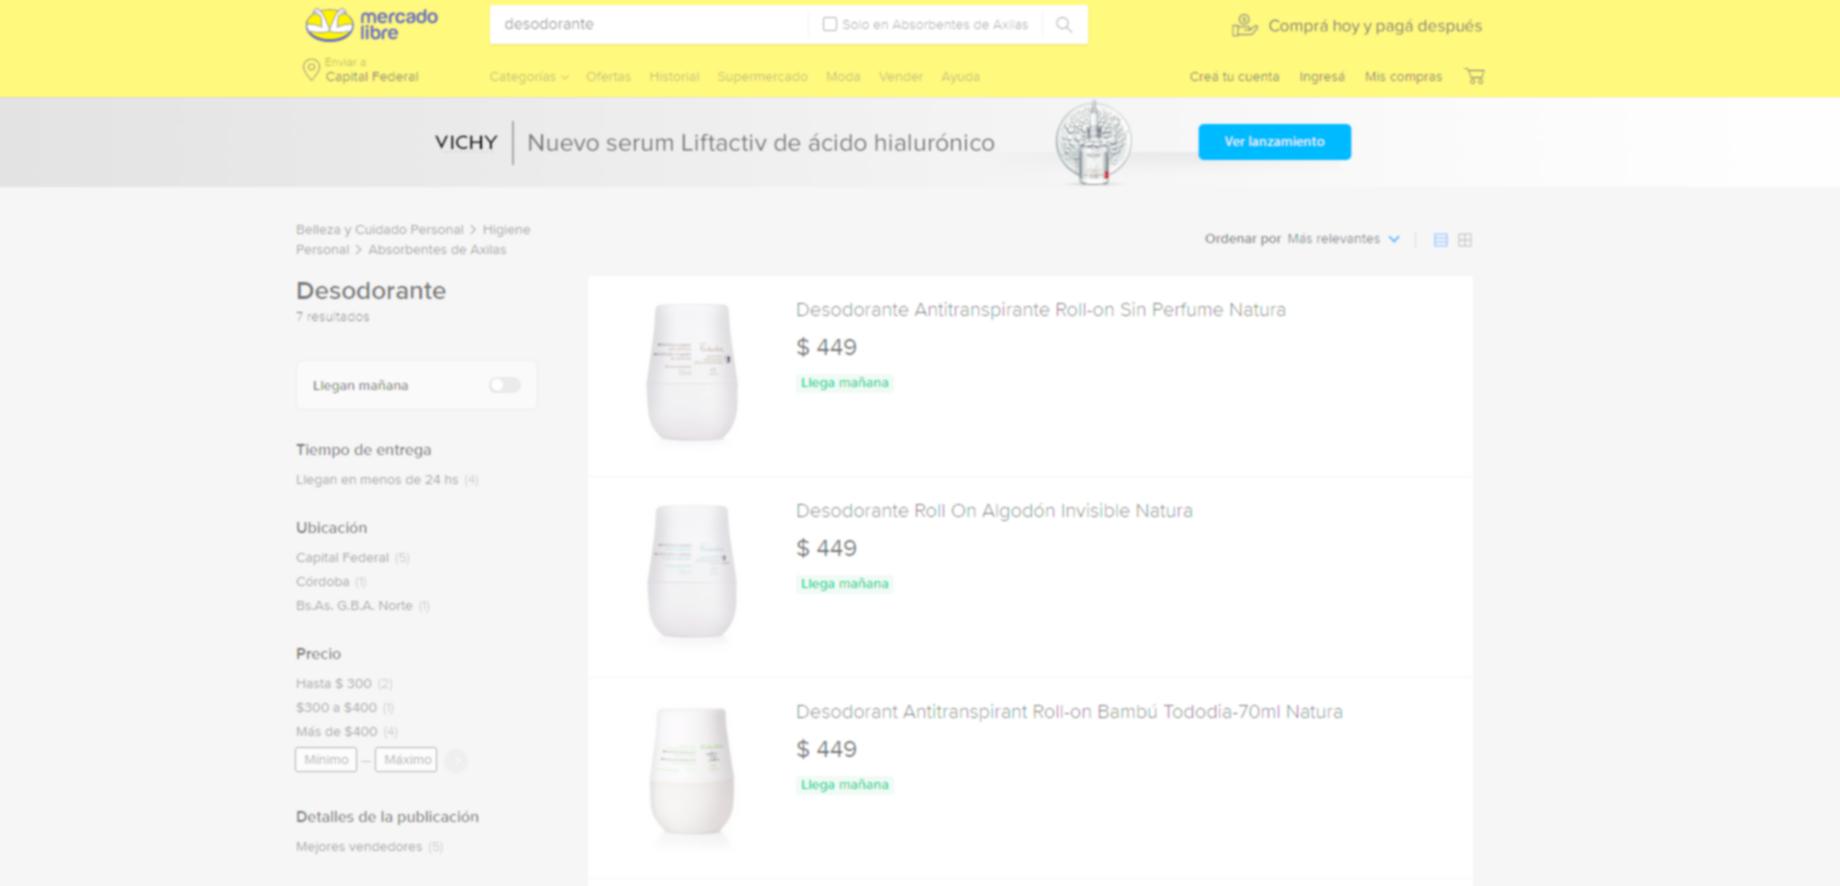 mercado
libre
desodorante
Solo en Absorbentes de Axilas
Comprá hoy y pagá después
Enviar a
Capital Federal
Categorías
Ofertas
Historial
Supermercado
Moda
Vender
Ayuda
Creá tu cuenta
Ingresá
Mis compras
VICHY
Nuevo serum Liftactiv de ácido hialurónico
Ver lanzamiento
Belleza y Cuidado Personal > Higiene
Personal > Absorbentes de Axilas
Ordenar por Más relevantes
Desodorante
7 resultados
Llegan mañana
Tiempo de entrega
Llegan en menos de 24 hs (4)
Ubicación
Capital Federal (5)
Córdoba (1)
Bs.As. G.B.A. Norte (1)
Precio
Hasta $ 300 (2)
$300 a $400 (1)
Más de $400 (4)
Mínimo – Máximo
Detalles de la publicación
Mejores vendedores (5)
Desodorante Antitranspirante Roll-on Sin Perfume Natura
$ 449
Llega mañana
Desodorante Roll On Algodón Invisible Natura
$ 449
Llega mañana
Desodorant Antitranspirant Roll-on Bambú Tododia-70ml Natura
$ 449
Llega mañana